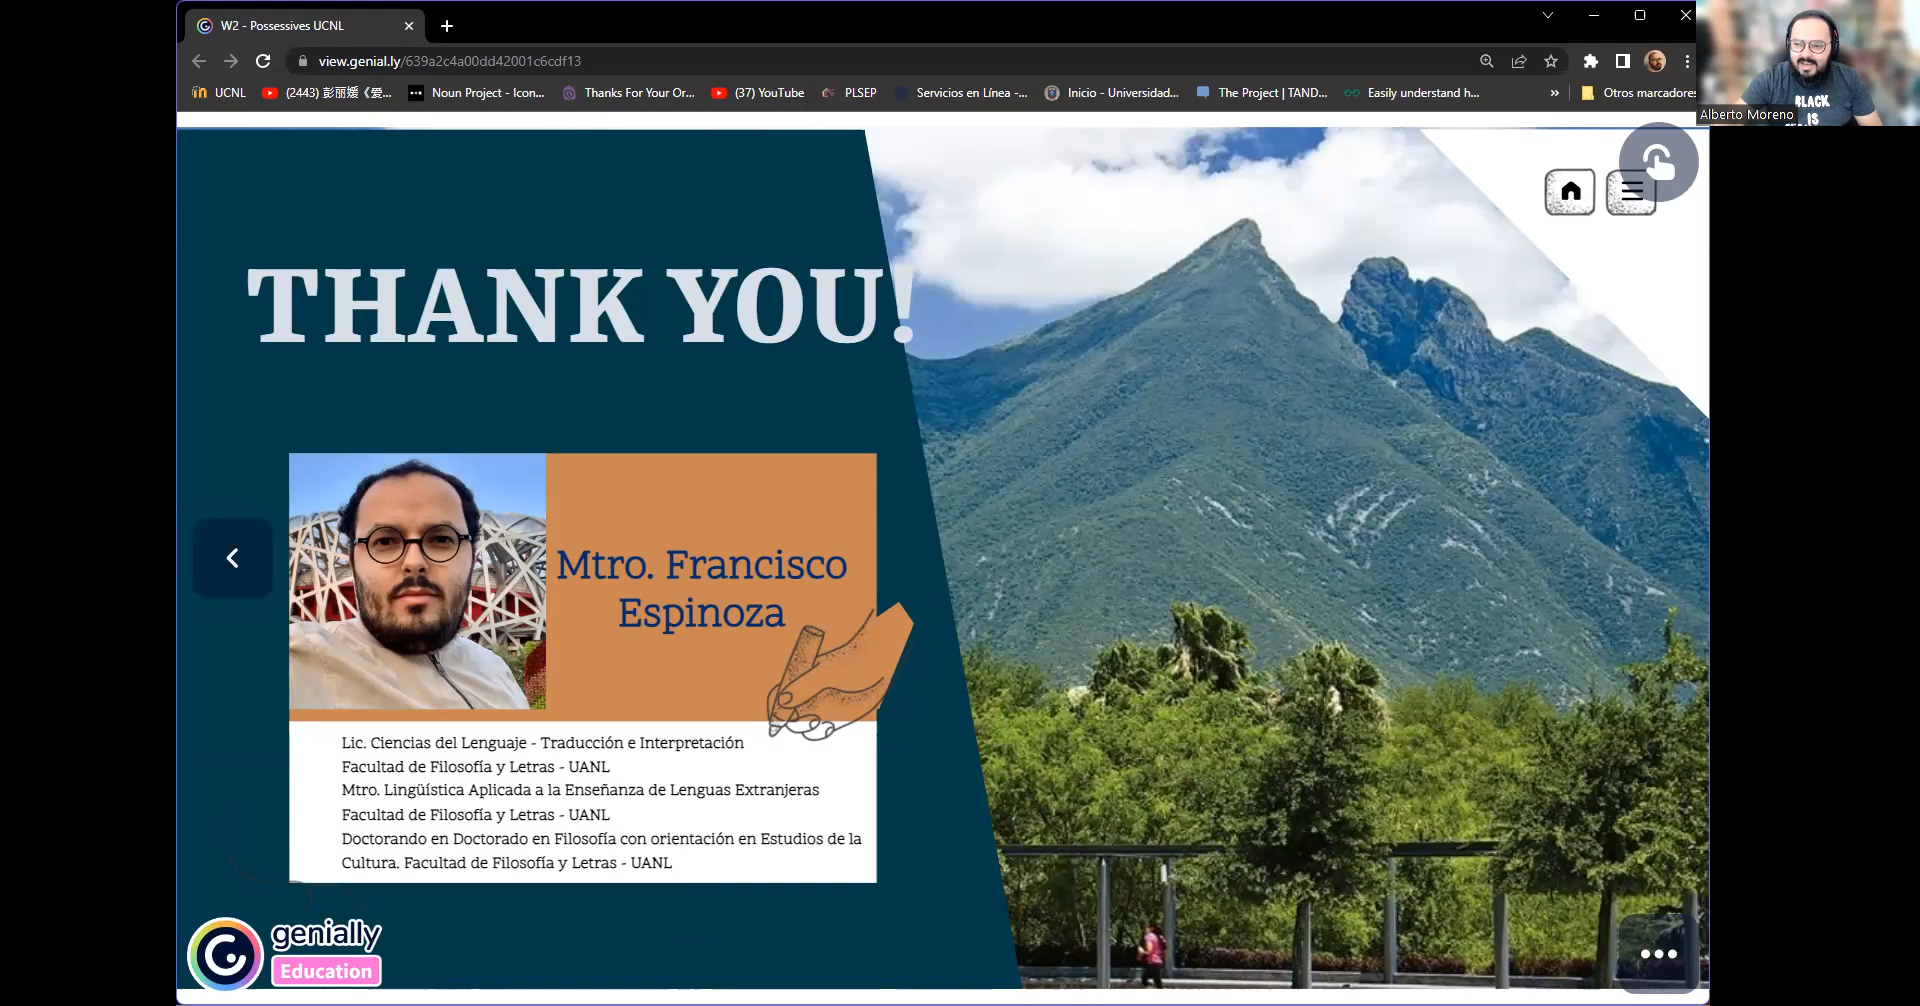 W2 - Possessives UCNL
view.genial.ly/639a2c4a00dd42001c6cdf13
UCNL
(2443) 彭丽媛《爱...
Noun Project - Icon...
Thanks For Your Or...
(37) YouTube
PLSEP
Servicios en Línea -...
Inicio - Universidad...
The Project | TAND...
Easily understand h...
»
Otros marcadores
BLACK
IS
Alberto Moreno
THANK YOU!
Mtro. Francisco
Espinoza
Lic. Ciencias del Lenguaje - Traducción e Interpretación
Facultad de Filosofía y Letras - UANL
Mtro. Lingüística Aplicada a la Enseñanza de Lenguas Extranjeras
Facultad de Filosofía y Letras - UANL
Doctorando en Doctorado en Filosofía con orientación en Estudios de la
Cultura. Facultad de Filosofía y Letras - UANL
genially
Education